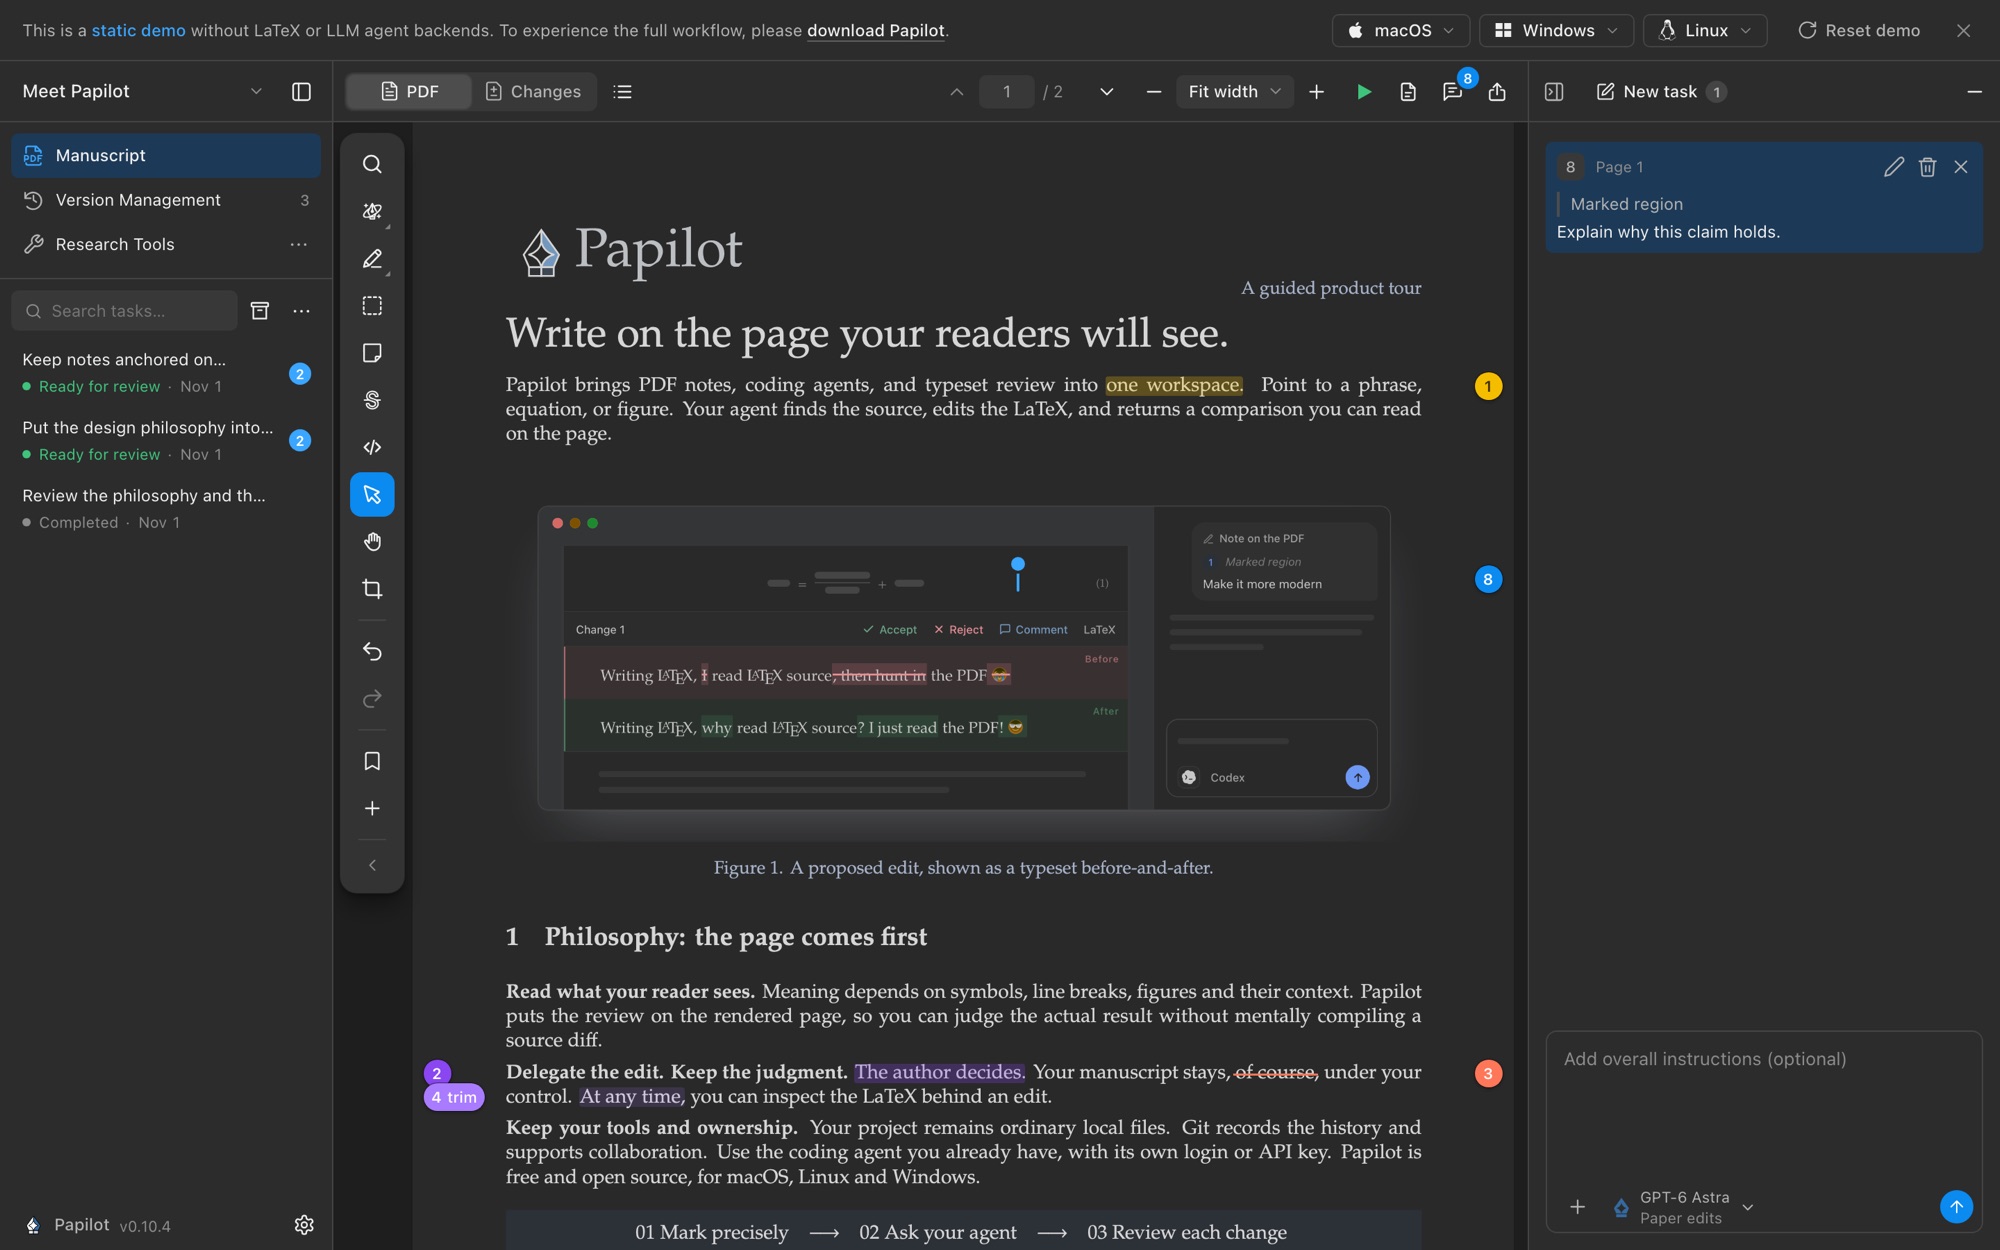 This is a static demo without LaTeX or LLM agent backends. To experience the full workflow, please download Papilot.
macOS
Windows
Linux
Reset demo
Meet Papilot
PDF
Changes
1 / 2
Fit width
8
New task 1
Manuscript
Version Management 3
Research Tools
Search tasks...
Keep notes anchored on...
Ready for review · Nov 1
2
Put the design philosophy into...
Ready for review · Nov 1
2
Review the philosophy and th...
Completed · Nov 1
Papilot v0.10.4
Papilot
A guided product tour
Write on the page your readers will see.
Papilot brings PDF notes, coding agents, and typeset review into one workspace. Point to a phrase,
equation, or figure. Your agent finds the source, edits the LaTeX, and returns a comparison you can read
on the page.
1
8
= + (1)
Change 1
Accept
Reject
Comment
LaTeX
Before
Writing LATEX, I read LATEX source, then hunt in the PDF
After
Writing LATEX, why read LATEX source? I just read the PDF!
Note on the PDF
1 Marked region
Make it more modern
Codex
Figure 1. A proposed edit, shown as a typeset before-and-after.
1 Philosophy: the page comes first
Read what your reader sees. Meaning depends on symbols, line breaks, figures and their context. Papilot
puts the review on the rendered page, so you can judge the actual result without mentally compiling a
source diff.
2
Delegate the edit. Keep the judgment. The author decides. Your manuscript stays, of course, under your
3
4 trim
control. At any time, you can inspect the LaTeX behind an edit.
Keep your tools and ownership. Your project remains ordinary local files. Git records the history and
supports collaboration. Use the coding agent you already have, with its own login or API key. Papilot is
free and open source, for macOS, Linux and Windows.
01 Mark precisely ⟶ 02 Ask your agent ⟶ 03 Review each change
8 Page 1
Marked region
Explain why this claim holds.
Add overall instructions (optional)
GPT-6 Astra
Paper edits